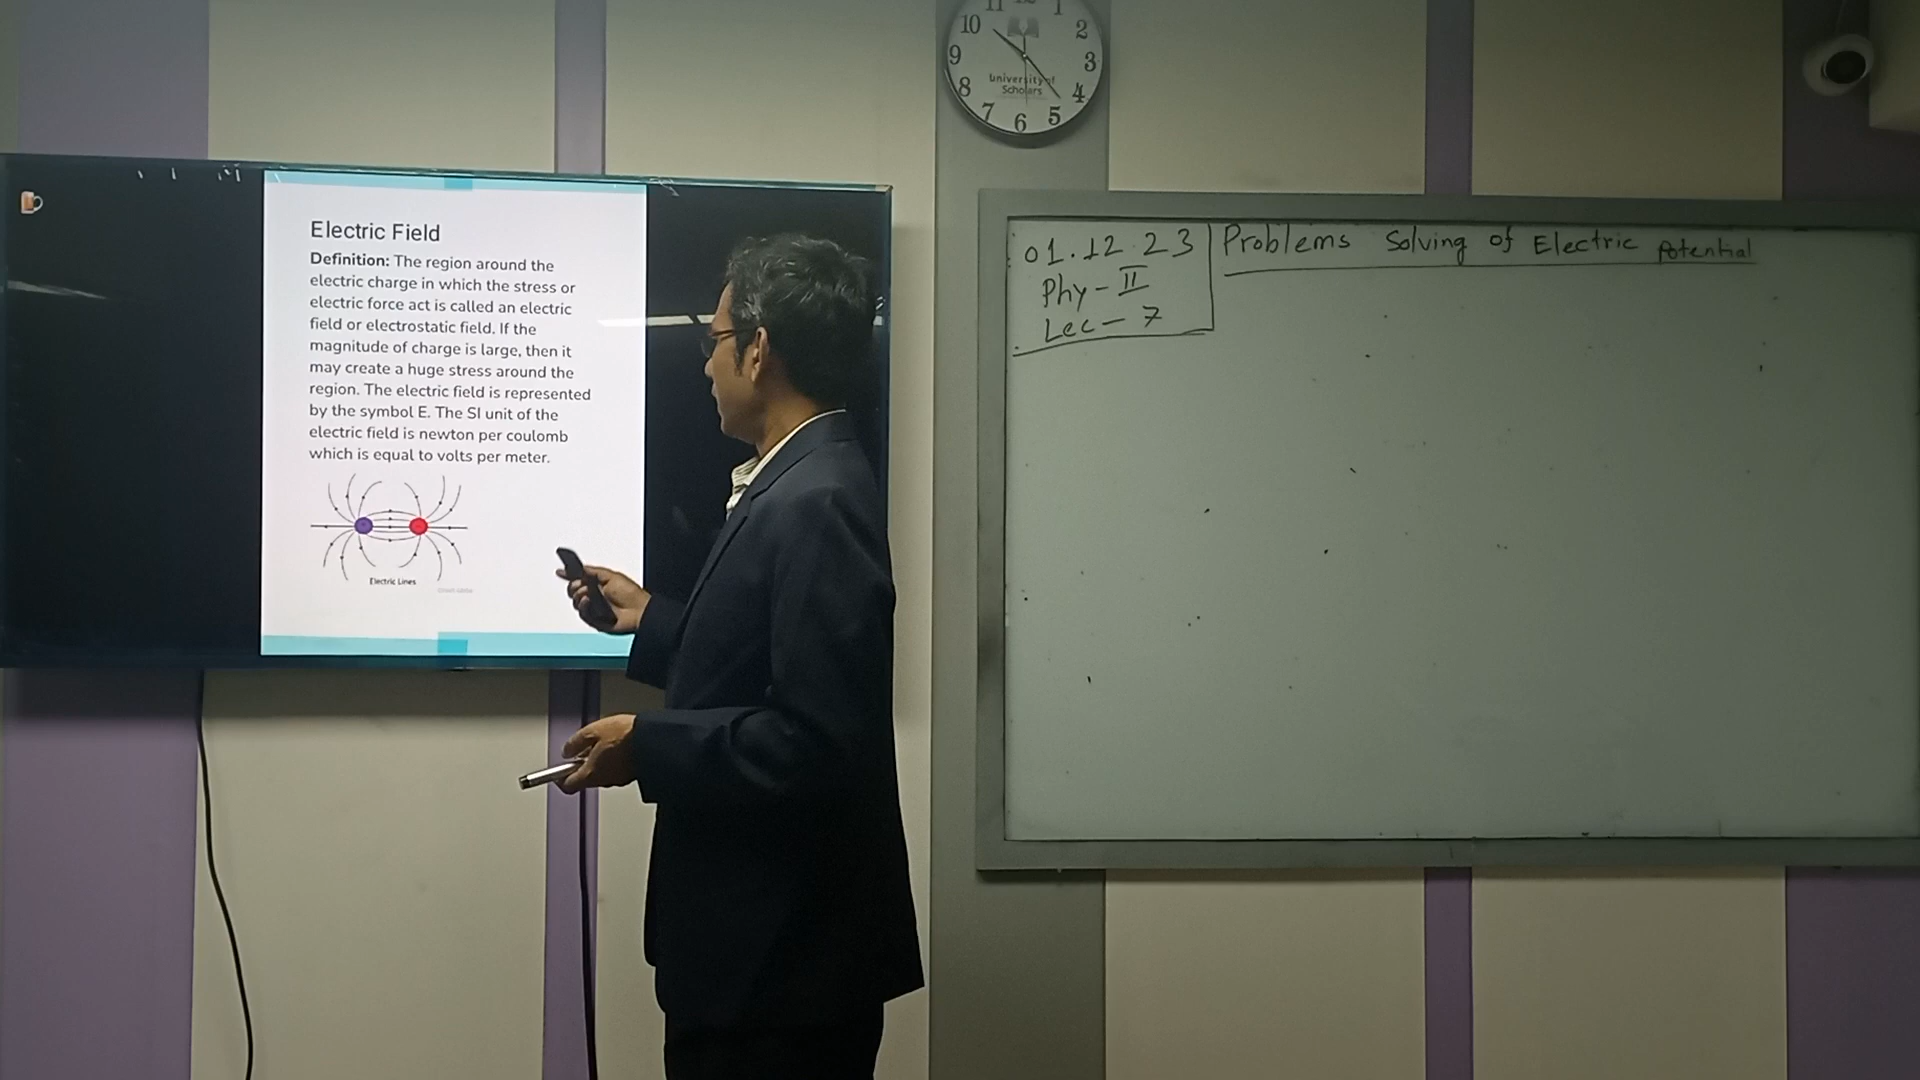 Electric Field
Definition: The region around the
electric charge in which the stress or
electric force act is called an electric
field or electrostatic field. If the
magnitude of charge is large, then it
may create a huge stress around the
region. The electric field is represented
by the symbol E. The SI unit of the
electric field is newton per coulomb
which is equal to volts per meter.
Electric Lines
11
1
10
2
9
3
8
4
7
6
5
University of
Scholars
01.12.23
Phy-II
Lec-7
Problems Solving of Electric Potential